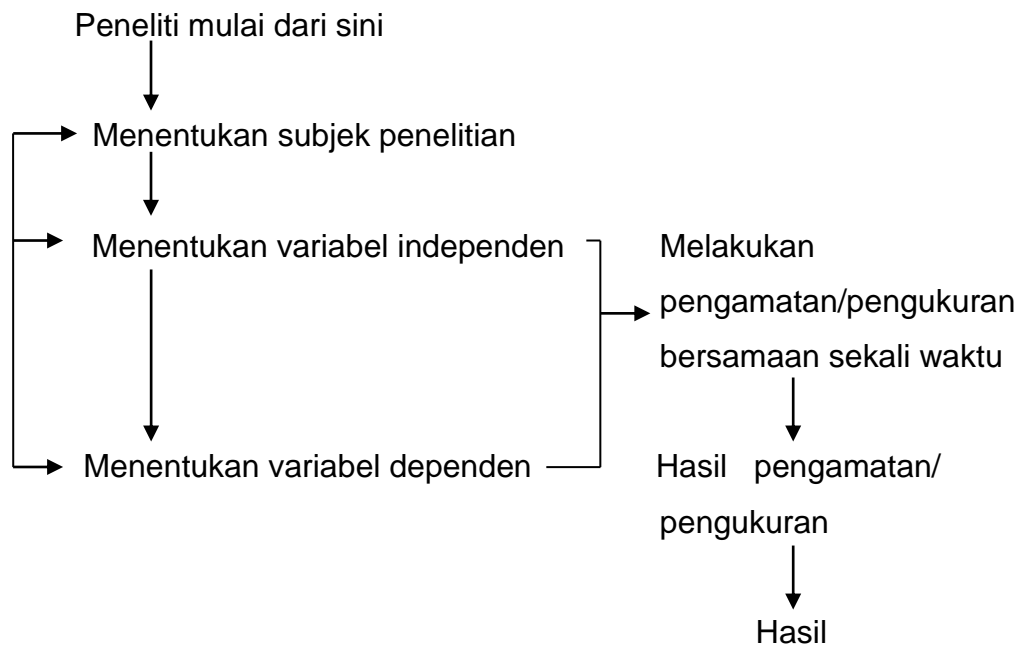 Peneliti mulai dari sini
Menentukan subjek penelitian
Menentukan variabel independen
Menentukan variabel dependen
Melakukan
pengamatan/pengukuran
bersamaan sekali waktu
Hasil pengamatan/
pengukuran
Hasil